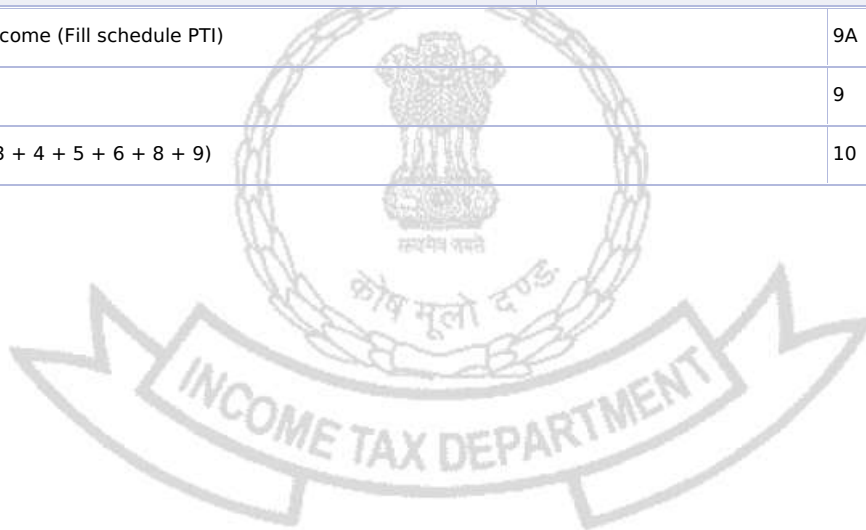 come (Fill schedule PTI) 9A
9
3 + 4 + 5 + 6 + 8 + 9) 10
सत्यमेव जयते
कोष मूलो दण्ड:
INCOME TAX DEPARTMENT